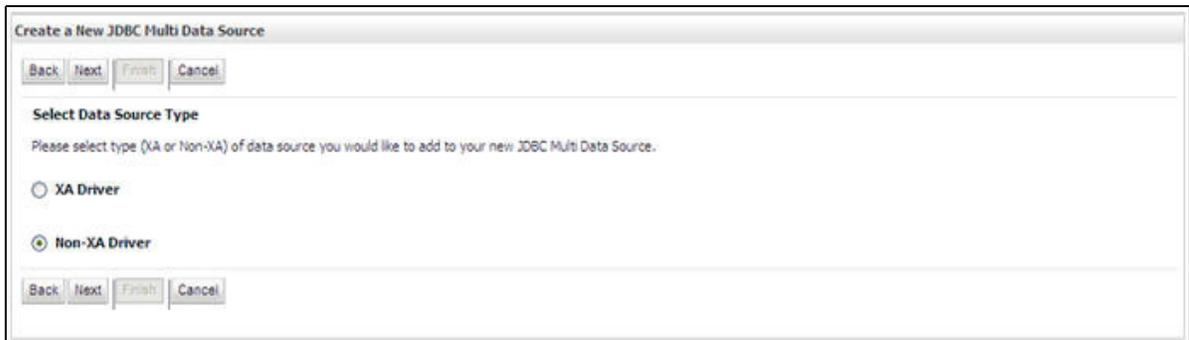 Create a New JDBC Multi Data Source
Back Next Finish Cancel
Select Data Source Type
Please select type (XA or Non-XA) of data source you would like to add to your new JDBC Multi Data Source.
XA Driver
Non-XA Driver
Back Next Finish Cancel